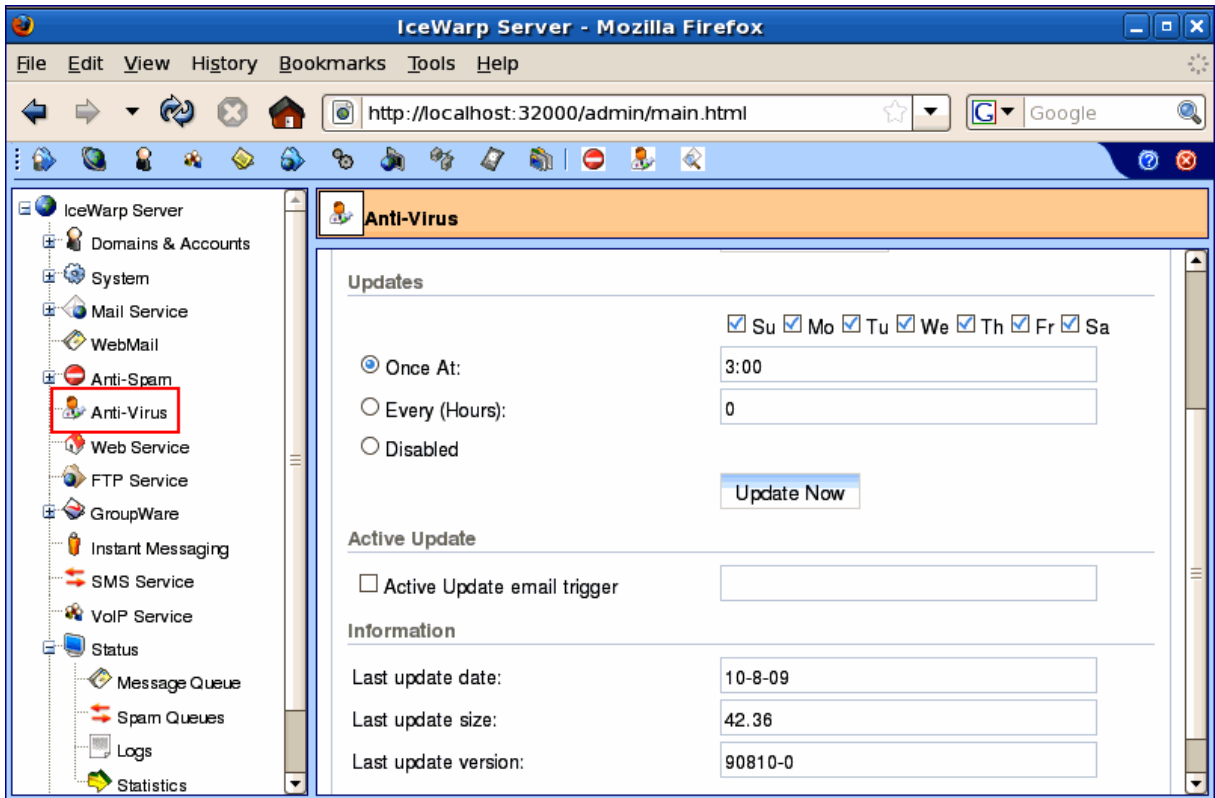 IceWarp Server - Mozilla Firefox
File Edit View History Bookmarks Tools Help
http://localhost:32000/admin/main.html
G Google
IceWarp Server
Domains & Accounts
System
Mail Service
WebMail
Anti-Spam
Anti-Virus
Web Service
FTP Service
GroupWare
Instant Messaging
SMS Service
VoIP Service
Status
Message Queue
Spam Queues
Logs
Statistics
Anti-Virus
Updates
Su Mo Tu We Th Fr Sa
Once At: 3:00
Every (Hours): 0
Disabled
Update Now
Active Update
Active Update email trigger
Information
Last update date: 10-8-09
Last update size: 42.36
Last update version: 90810-0